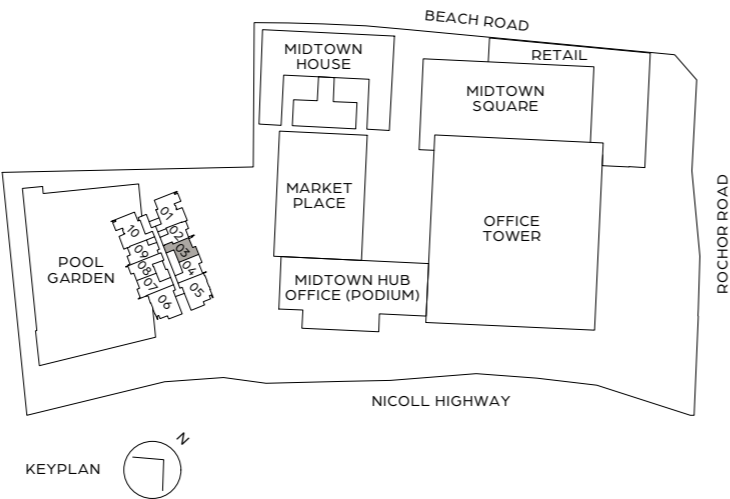 BEACH ROAD
MIDTOWN
HOUSE
RETAIL
MIDTOWN
SQUARE
MARKET
PLACE
OFFICE
TOWER
ROCHOR ROAD
POOL
GARDEN
01
02
03
04
05
10
09
08
07
06
MIDTOWN HUB
OFFICE (PODIUM)
NICOLL HIGHWAY
KEYPLAN
N